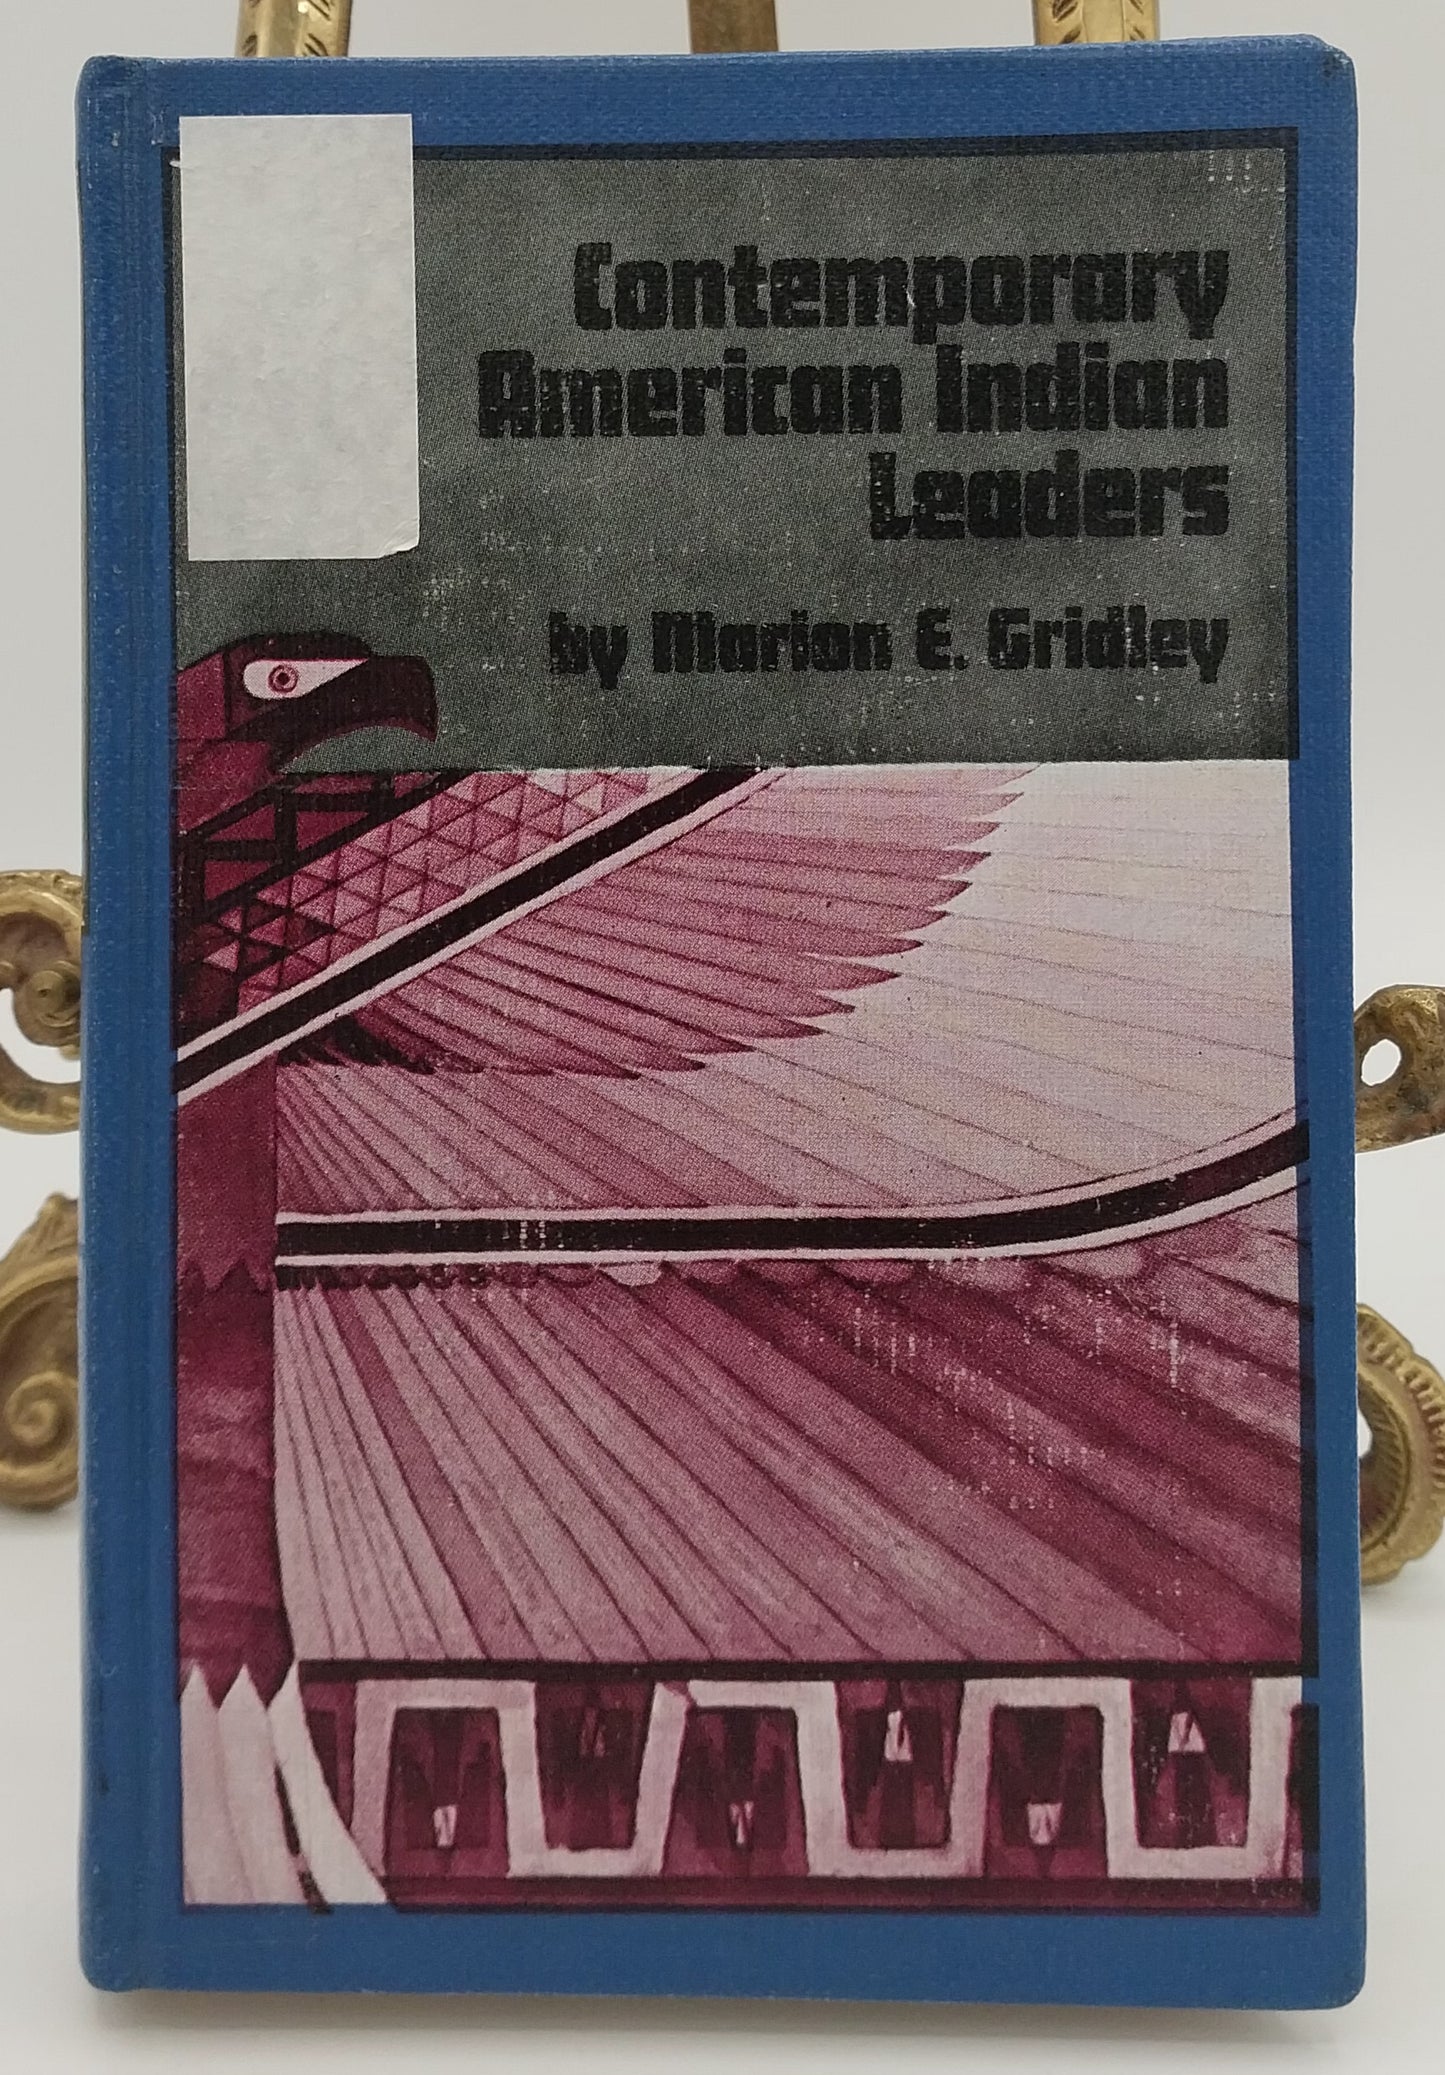 Contemporary
American Indian
Leaders
by Marion E. Gridley